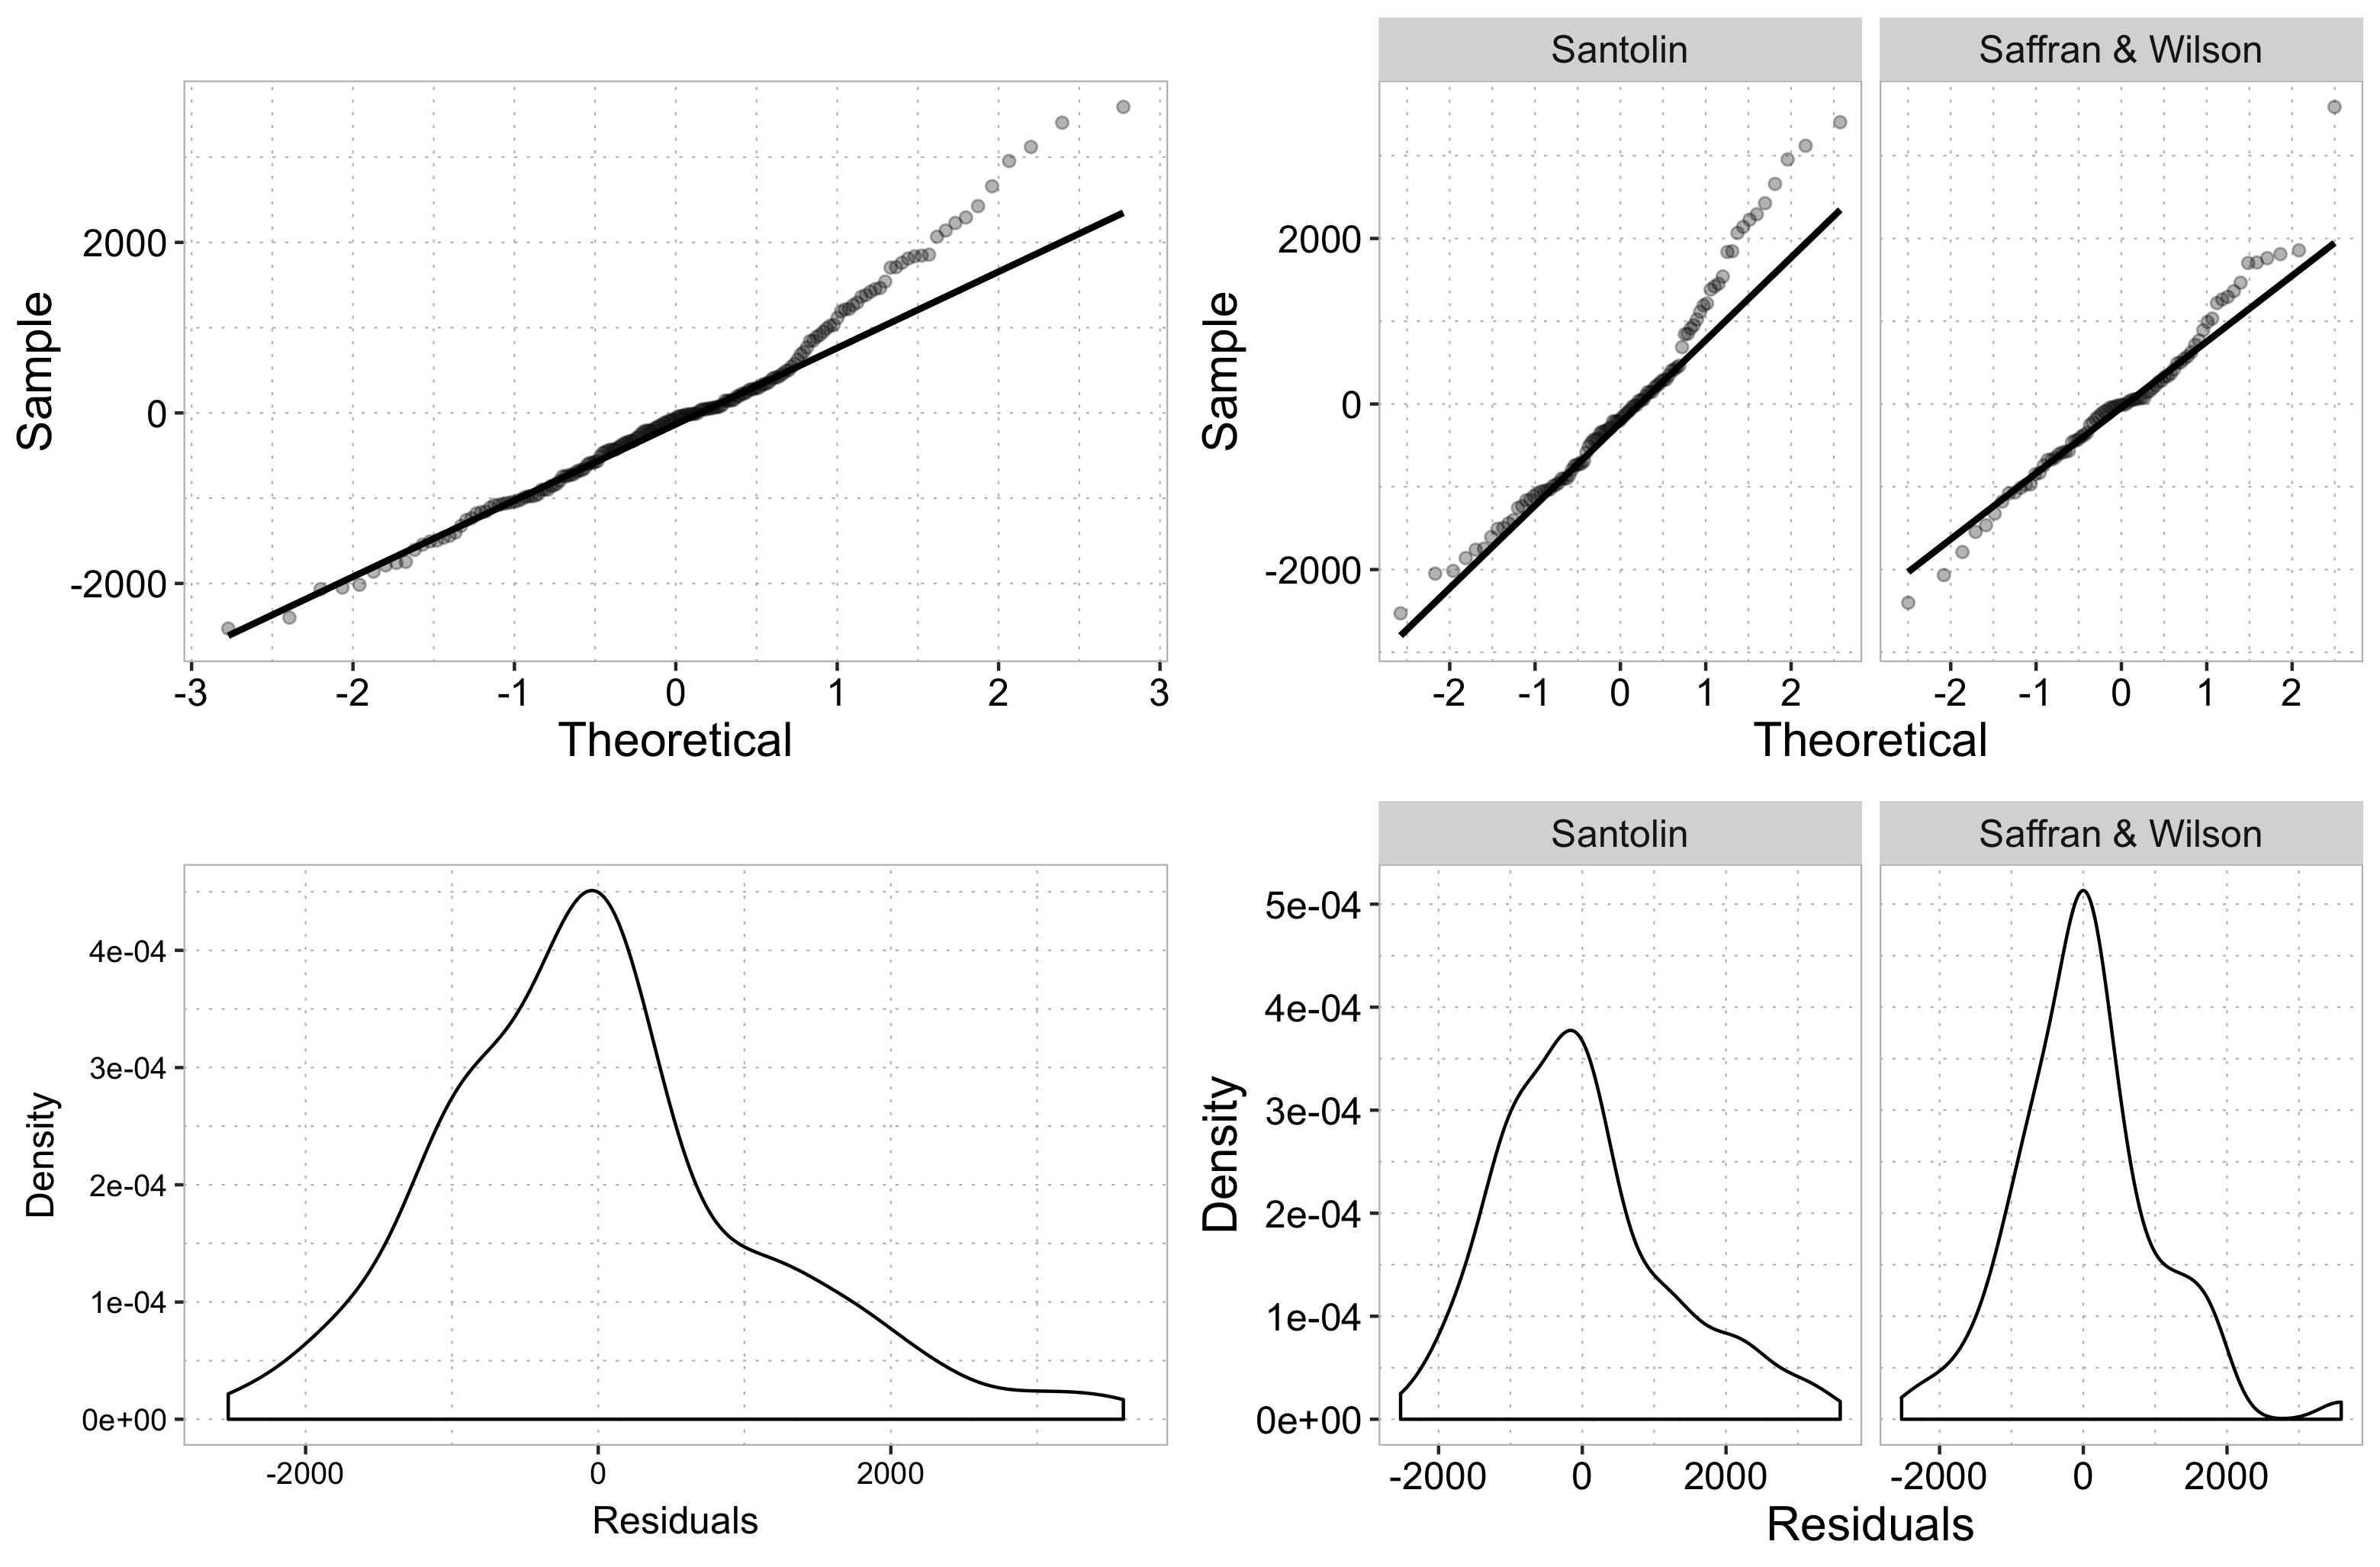 Sample
2000
0
-2000
-3 -2 -1 0 1 2 3
Theoretical
Santolin Saffran & Wilson
Sample
2000
0
-2000
-2 -1 0 1 2 -2 -1 0 1 2
Theoretical
Density
4e-04
3e-04
2e-04
1e-04
0e+00
-2000 0 2000
Residuals
Santolin Saffran & Wilson
Density
5e-04
4e-04
3e-04
2e-04
1e-04
0e+00
-2000 0 2000 -2000 0 2000
Residuals